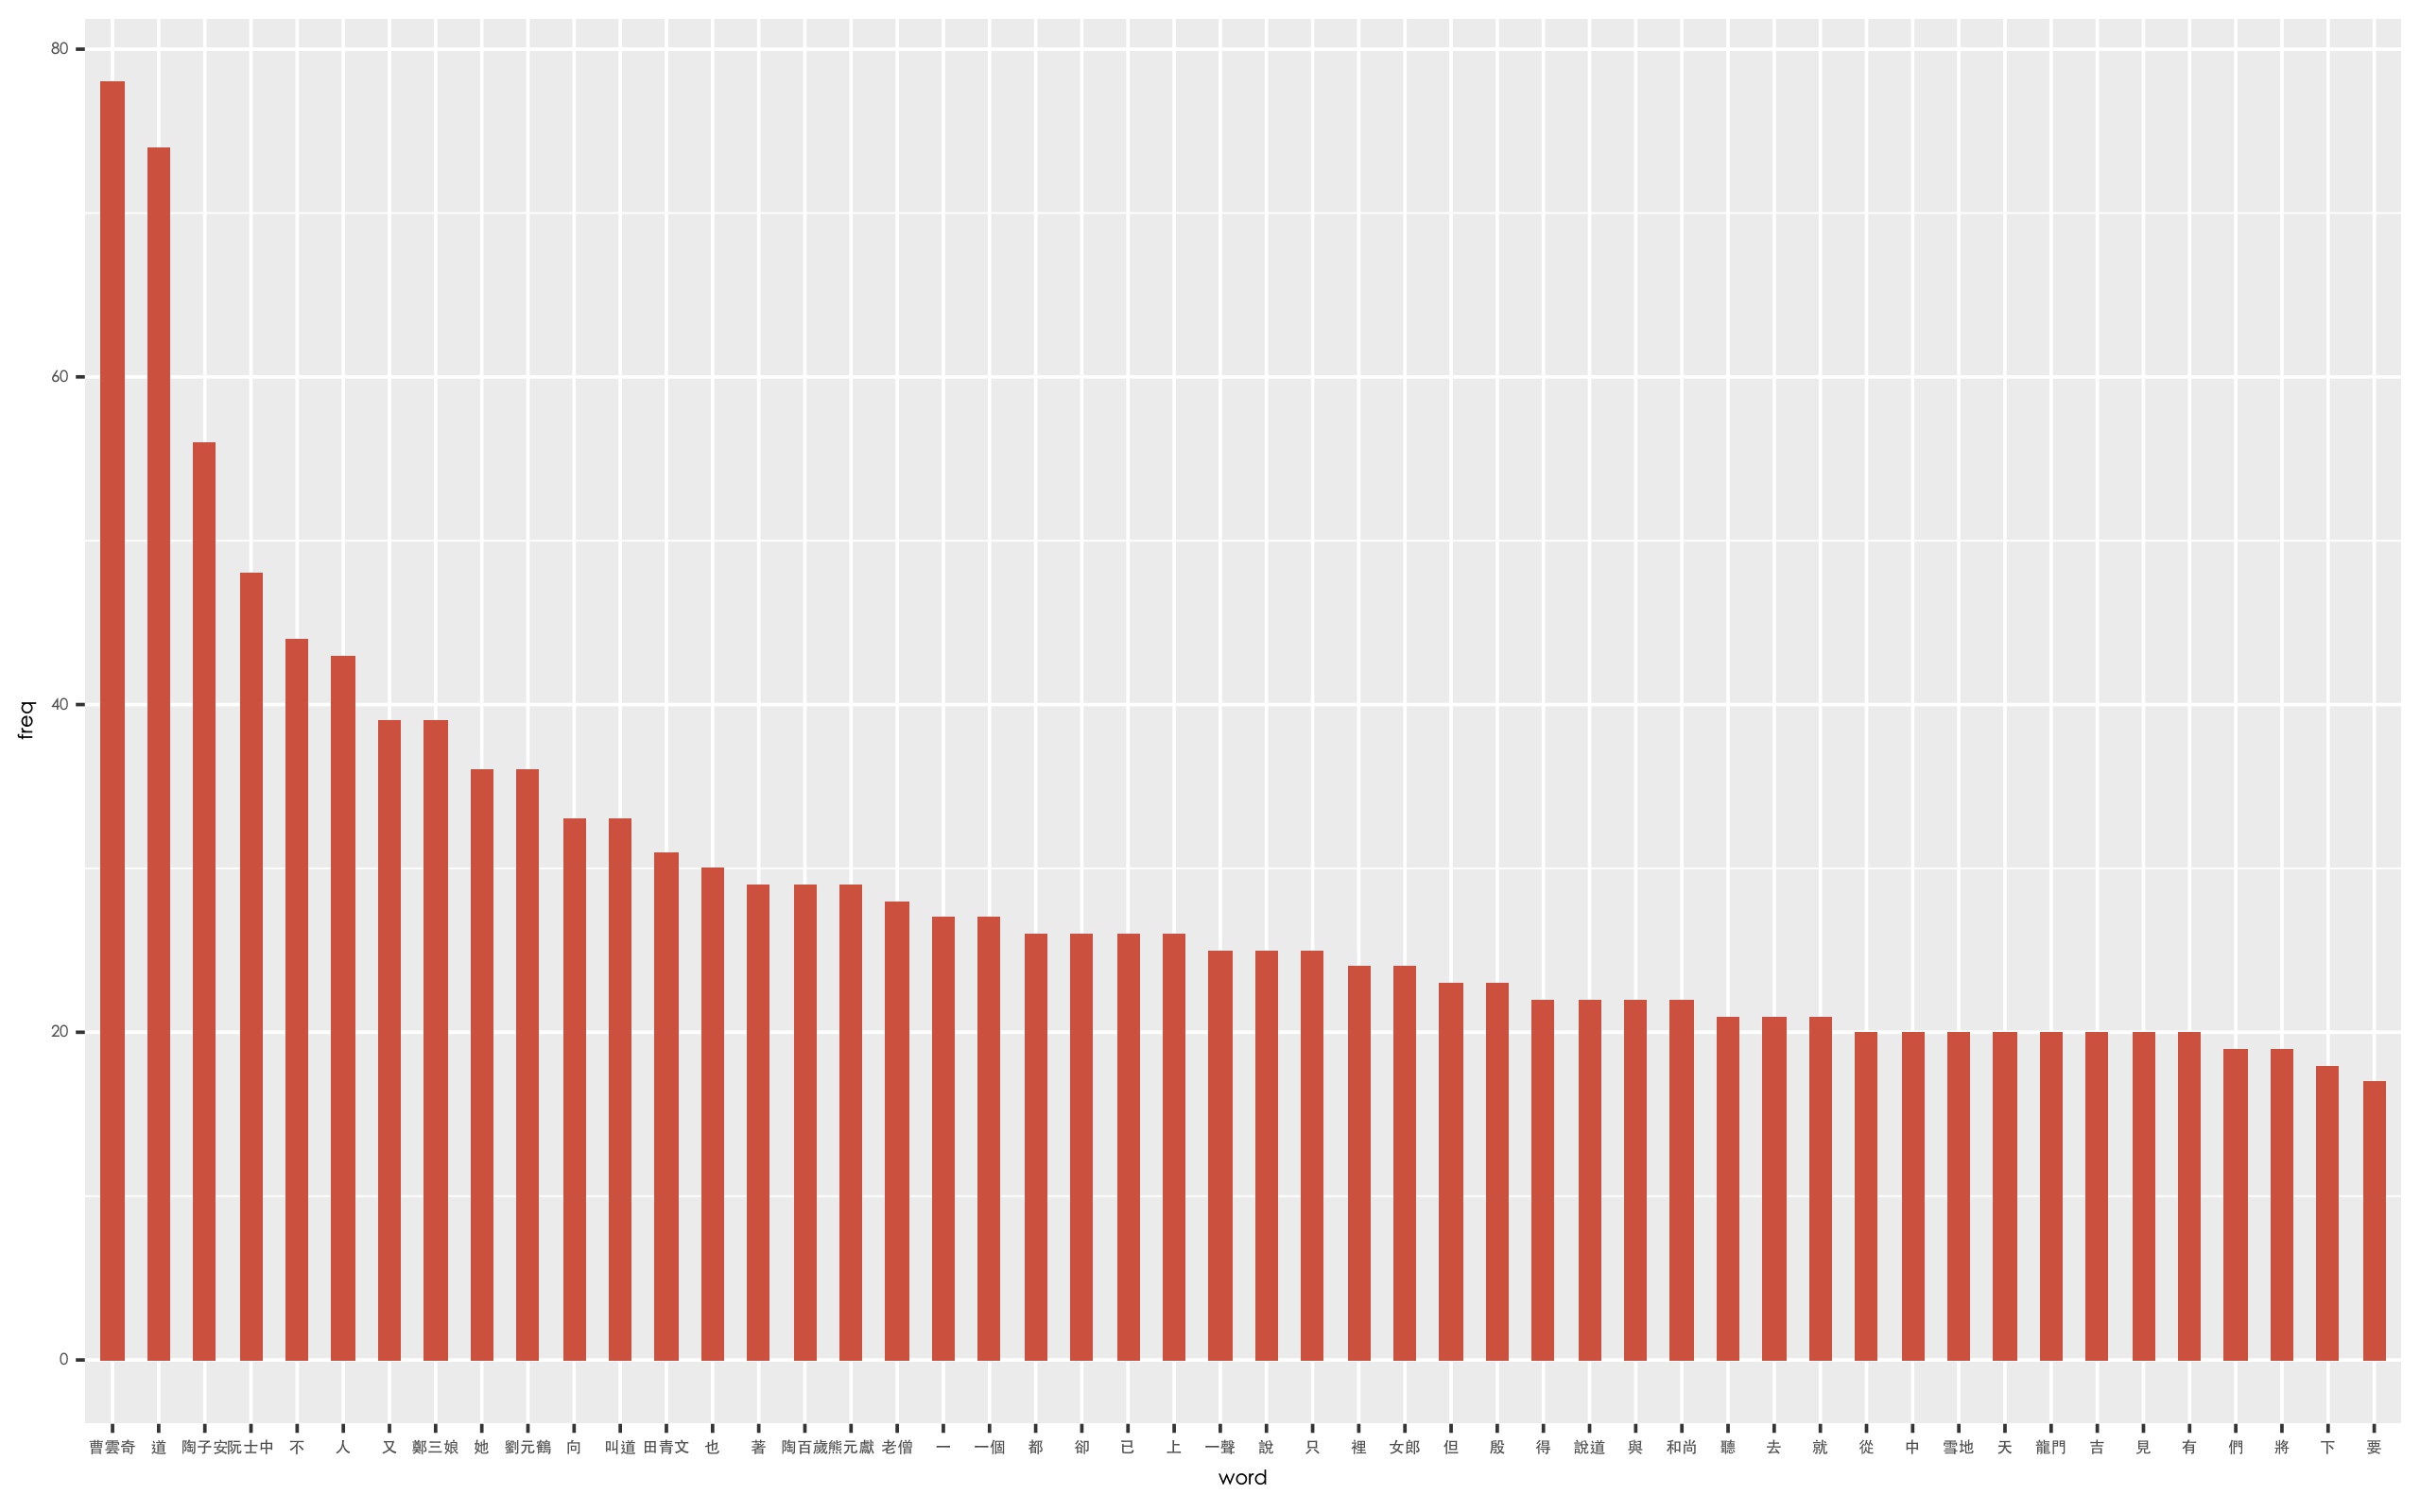 80
60
40
20
0
freq
曹雲奇 道 陶子安 阮士中 不 人 又 鄭三娘 她 劉元鶴 向 叫道 田青文 也 著 陶百歲 熊元獻 老僧 一 一個 都 卻 已 上 一聲 說 只 裡 女郎 但 殷 得 說道 與 和尚 聽 去 就 從 中 雪地 天 龍門 吉 見 有 們 將 下 要
word